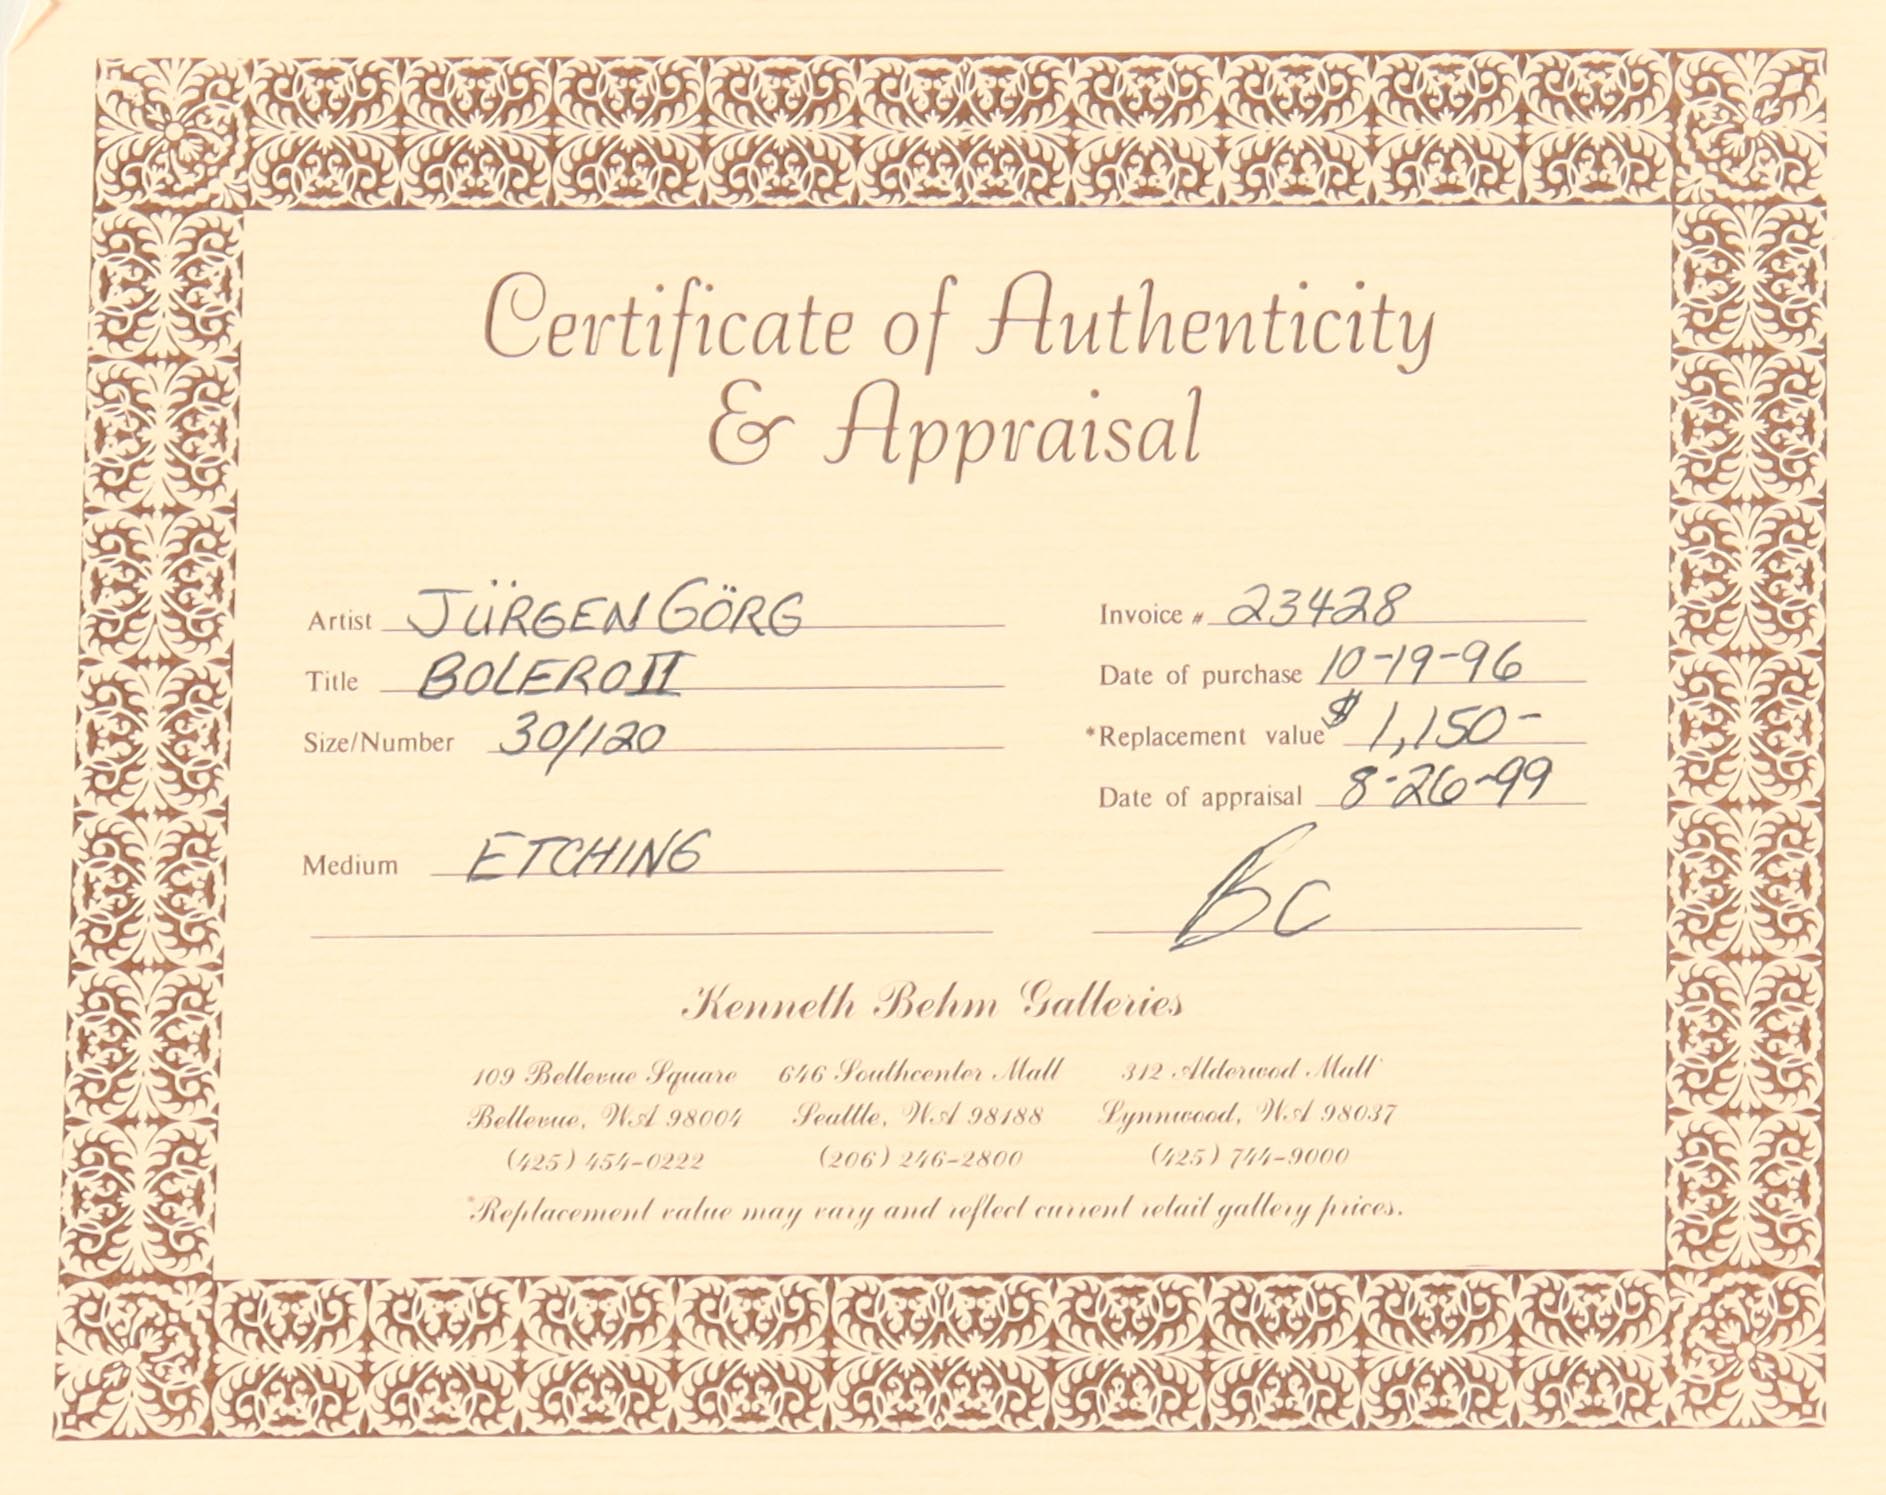 Certificate of Authenticity
& Appraisal
Artist JÜRGEN GÖRG
Title BOLERO II
Size/Number 30/120
Medium ETCHING
Invoice # 23428
Date of purchase 10-19-96
*Replacement value $1,150-
Date of appraisal 8-26-99
BC
Kenneth Behm Galleries
109 Bellevue Square
Bellevue, WA 98004
(425) 454-0222
646 Southcenter Mall
Seattle, WA 98188
(206) 246-2800
312 Alderwood Mall
Lynnwood, WA 98037
(425) 744-9000
*Replacement value may vary and reflect current retail gallery prices.